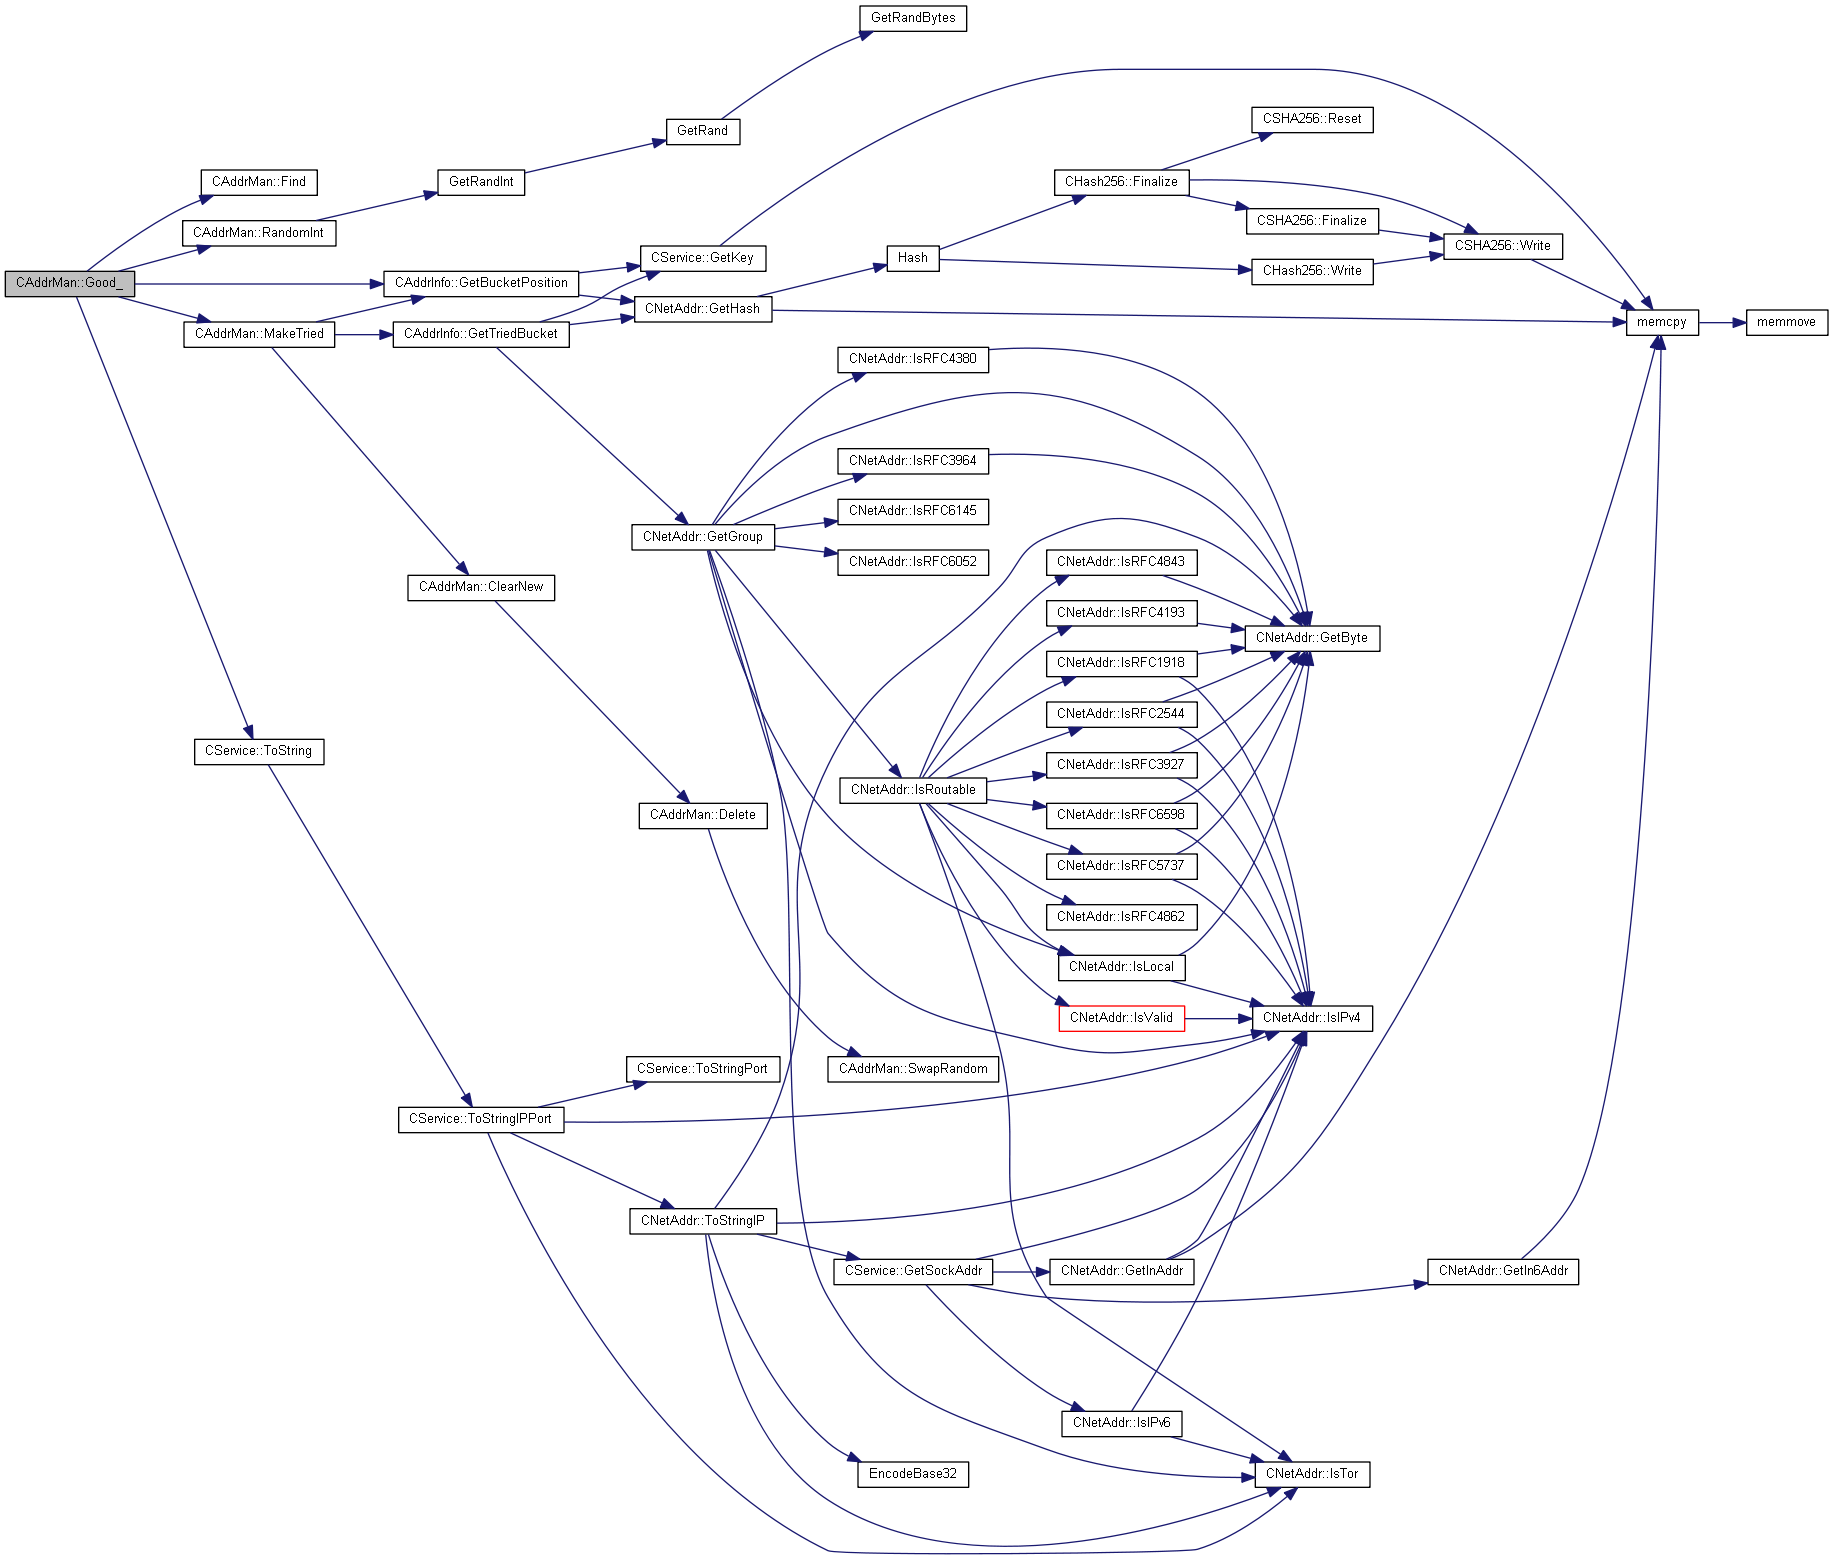 GetRandBytes
CSHA256::Reset
GetRand
CHash256::Finalize
CAddrMan::Find
GetRandInt
CSHA256::Finalize
CAddrMan::RandomInt
CSHA256::Write
CService::GetKey
Hash
CHash256::Write
CAddrMan::Good_
CAddrInfo::GetBucketPosition
CNetAddr::GetHash
memcpy
memmove
CAddrMan::MakeTried
CAddrInfo::GetTriedBucket
CNetAddr::IsRFC4380
CNetAddr::IsRFC3964
CNetAddr::IsRFC6145
CNetAddr::GetGroup
CNetAddr::IsRFC6052
CNetAddr::IsRFC4843
CAddrMan::ClearNew
CNetAddr::IsRFC4193
CNetAddr::GetByte
CNetAddr::IsRFC1918
CNetAddr::IsRFC2544
CService::ToString
CNetAddr::IsRFC3927
CNetAddr::IsRoutable
CAddrMan::Delete
CNetAddr::IsRFC6598
CNetAddr::IsRFC5737
CNetAddr::IsRFC4862
CNetAddr::IsLocal
CNetAddr::IsValid
CNetAddr::IsIPv4
CService::ToStringPort
CAddrMan::SwapRandom
CService::ToStringIPPort
CNetAddr::ToStringIP
CService::GetSockAddr
CNetAddr::GetInAddr
CNetAddr::GetIn6Addr
CNetAddr::IsIPv6
EncodeBase32
CNetAddr::IsTor